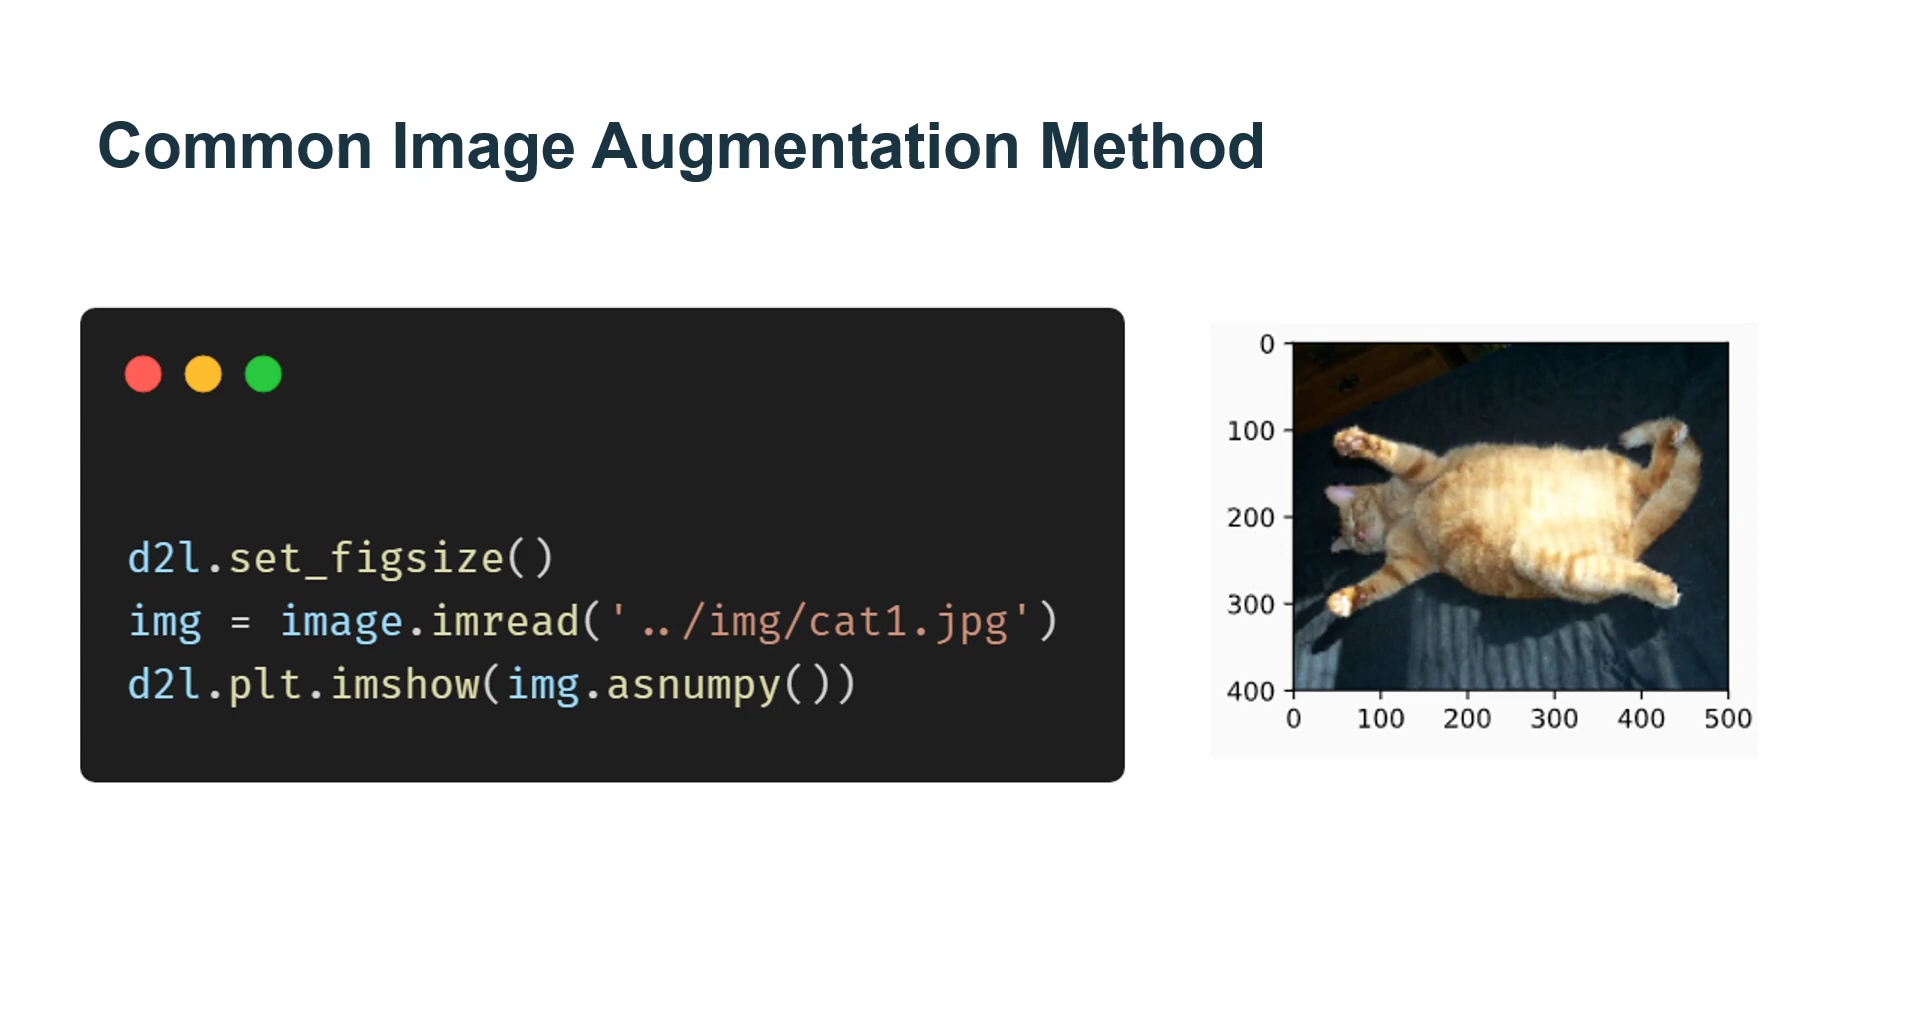 Common Image Augmentation Method
d2l.set_figsize()
img = image.imread('../img/cat1.jpg')
d2l.plt.imshow(img.asnumpy())
0
100
200
300
400
0 100 200 300 400 500